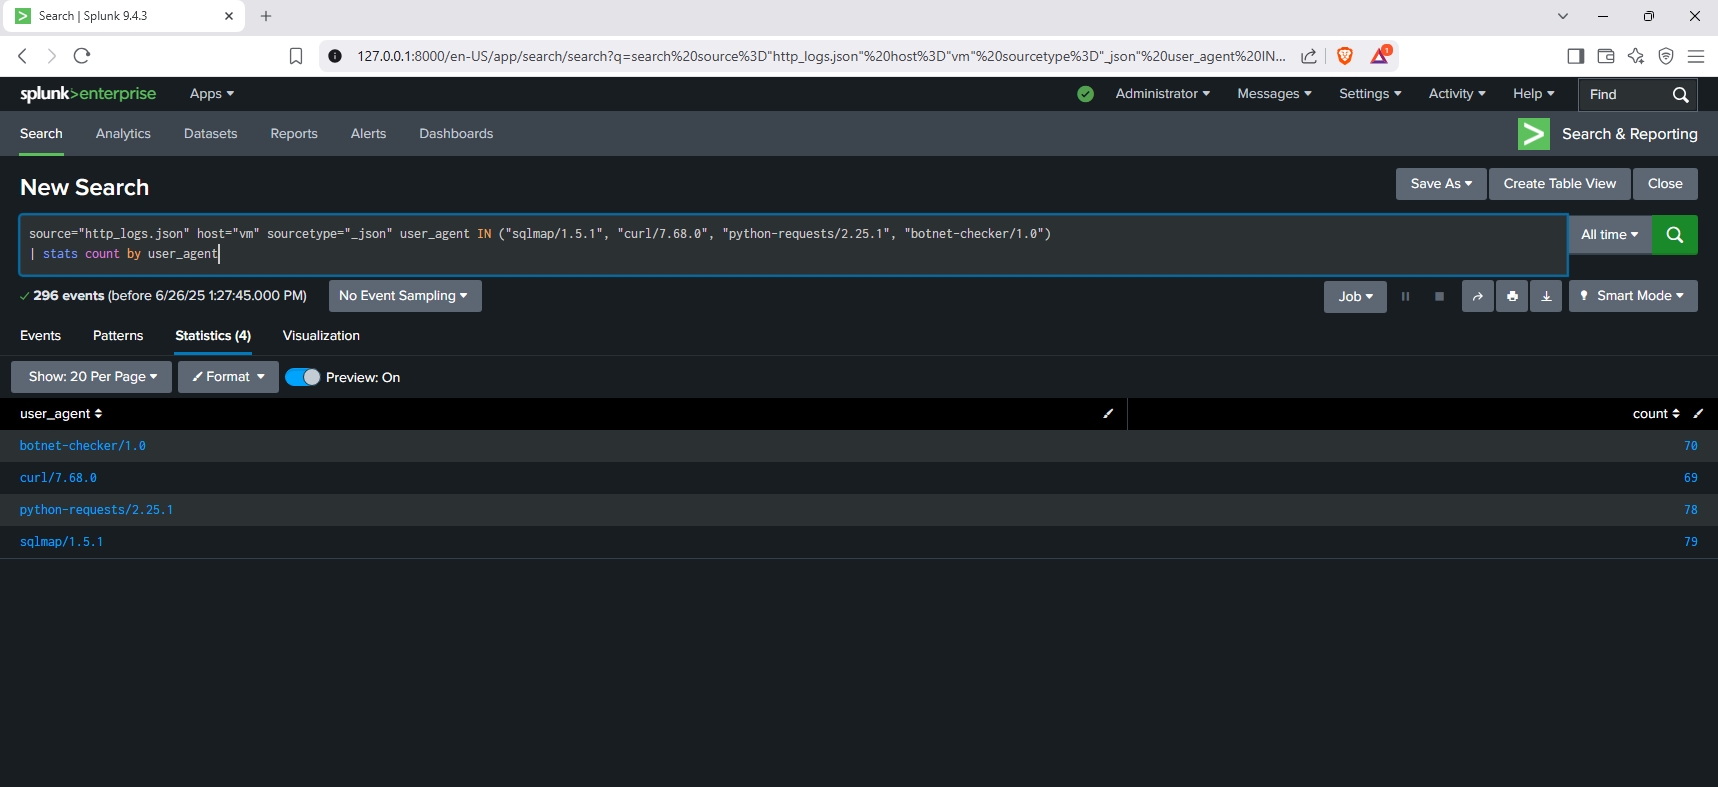 Search | Splunk 9.4.3
127.0.0.1:8000/en-US/app/search/search?q=search%20source%3D"http_logs.json"%20host%3D"vm"%20sourcetype%3D"_json"%20user_agent%20IN...
1
splunk>enterprise Apps Administrator Messages Settings Activity Help Find
Search Analytics Datasets Reports Alerts Dashboards Search & Reporting
New Search Save As Create Table View Close
source="http_logs.json" host="vm" sourcetype="_json" user_agent IN ("sqlmap/1.5.1", "curl/7.68.0", "python-requests/2.25.1", "botnet-checker/1.0")
| stats count by user_agent
All time
296 events (before 6/26/25 1:27:45.000 PM) No Event Sampling Job Smart Mode
Events Patterns Statistics (4) Visualization
Show: 20 Per Page Format Preview: On
user_agent count
botnet-checker/1.0 70
curl/7.68.0 69
python-requests/2.25.1 78
sqlmap/1.5.1 79